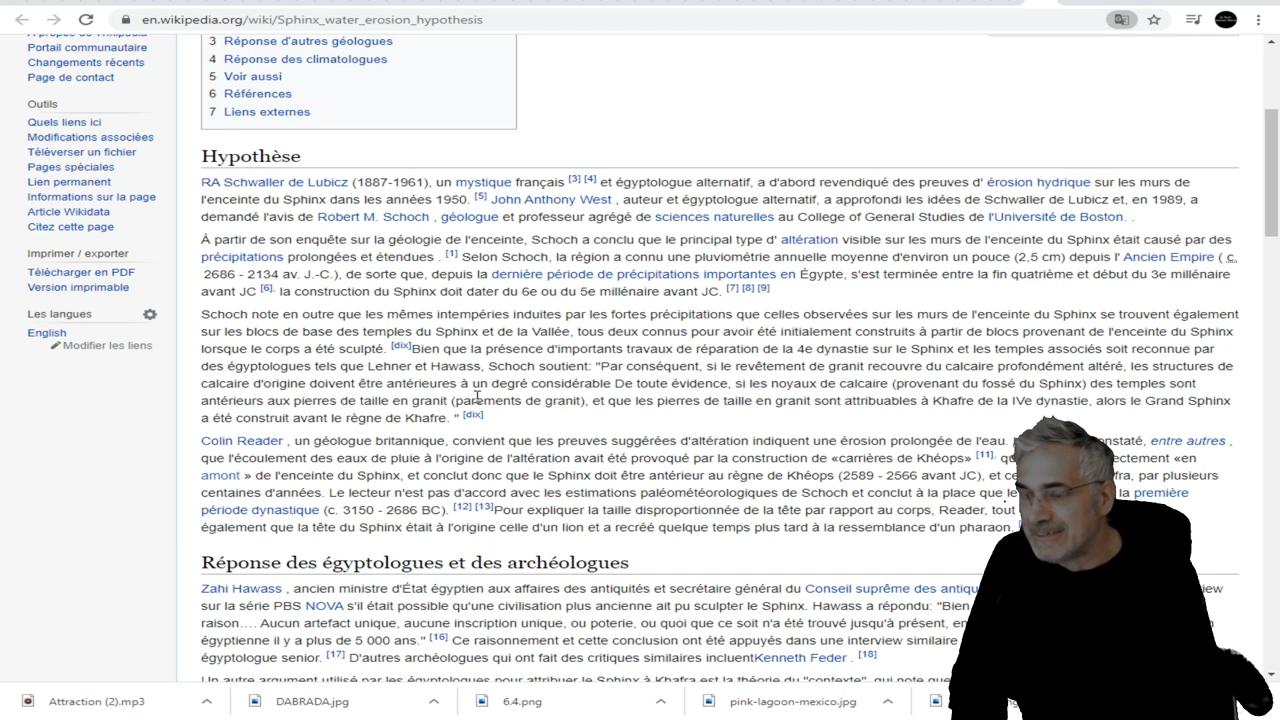 en.wikipedia.org/wiki/Sphinx_water_erosion_hypothesis
Portail communautaire
Changements récents
Page de contact
Outils
Quels liens ici
Modifications associées
Téléverser un fichier
Pages spéciales
Lien permanent
Informations sur la page
Article Wikidata
Citez cette page
Imprimer / exporter
Télécharger en PDF
Version imprimable
Les langues
English
Modifier les liens
3 Réponse d'autres géologues
4 Réponse des climatologues
5 Voir aussi
6 Références
7 Liens externes
Hypothèse
RA Schwaller de Lubicz (1887-1961), un mystique français [3] [4] et égyptologue alternatif, a d'abord revendiqué des preuves d' érosion hydrique sur les murs de
l'enceinte du Sphinx dans les années 1950. [5] John Anthony West , auteur et égyptologue alternatif, a approfondi les idées de Schwaller de Lubicz et, en 1989, a
demandé l'avis de Robert M. Schoch , géologue et professeur agrégé de sciences naturelles au College of General Studies de l'Université de Boston. .
À partir de son enquête sur la géologie de l'enceinte, Schoch a conclu que le principal type d' altération visible sur les murs de l'enceinte du Sphinx était causé par des
précipitations prolongées et étendues . [1] Selon Schoch, la région a connu une pluviométrie annuelle moyenne d'environ un pouce (2,5 cm) depuis l' Ancien Empire ( c.
2686 - 2134 av. J.-C.), de sorte que, depuis la dernière période de précipitations importantes en Égypte, s'est terminée entre la fin quatrième et début du 3e millénaire
avant JC [6], la construction du Sphinx doit dater du 6e ou du 5e millénaire avant JC. [7] [8] [9]
Schoch note en outre que les mêmes intempéries induites par les fortes précipitations que celles observées sur les murs de l'enceinte du Sphinx se trouvent également
sur les blocs de base des temples du Sphinx et de la Vallée, tous deux connus pour avoir été initialement construits à partir de blocs provenant de l'enceinte du Sphinx
lorsque le corps a été sculpté. [dix]Bien que la présence d'importants travaux de réparation de la 4e dynastie sur le Sphinx et les temples associés soit reconnue par
des égyptologues tels que Lehner et Hawass, Schoch soutient: "Par conséquent, si le revêtement de granit recouvre du calcaire profondément altéré, les structures de
calcaire d'origine doivent être antérieures à un degré considérable De toute évidence, si les noyaux de calcaire (provenant du fossé du Sphinx) des temples sont
antérieurs aux pierres de taille en granit (parements de granit), et que les pierres de taille en granit sont attribuables à Khafre de la IVe dynastie, alors le Grand Sphinx
a été construit avant le règne de Khafre. " [dix]
Colin Reader , un géologue britannique, convient que les preuves suggérées d'altération indiquent une érosion prolongée de l'eau. constaté, entre autres ,
que l'écoulement des eaux de pluie à l'origine de l'altération avait été provoqué par la construction de «carrières de Khéops» [11], directement «en
amont » de l'enceinte du Sphinx, et conclut donc que le Sphinx doit être antérieur au règne de Khéops (2589 - 2566 avant JC), et par plusieurs
centaines d'années. Le lecteur n'est pas d'accord avec les estimations paléométéorologiques de Schoch et conclut à la place que la première
période dynastique (c. 3150 - 2686 BC). [12] [13]Pour expliquer la taille disproportionnée de la tête par rapport au corps, Reader, tout
également que la tête du Sphinx était à l'origine celle d'un lion et a recréé quelque temps plus tard à la ressemblance d'un pharaon.
Réponse des égyptologues et des archéologues
Zahi Hawass , ancien ministre d'État égyptien aux affaires des antiquités et secrétaire général du Conseil suprême des
sur la série PBS NOVA s'il était possible qu'une civilisation plus ancienne ait pu sculpter le Sphinx. Hawass a répondu: "Bien
raison.... Aucun artefact unique, aucune inscription unique, ou poterie, ou quoi que ce soit n'a été trouvé jusqu'à présent,
égyptienne il y a plus de 5 000 ans." [16] Ce raisonnement et cette conclusion ont été appuyés dans une interview similaire
égyptologue senior. [17] D'autres archéologues qui ont fait des critiques similaires incluentKenneth Feder . [18]
Un autre argument utilisé par les égyptologues pour attribuer le Sphinx à Khafra est la théorie du "contexte", qui note que
Attraction (2).mp3
DABRADA.jpg
6.4.png
pink-lagoon-mexico.jpg